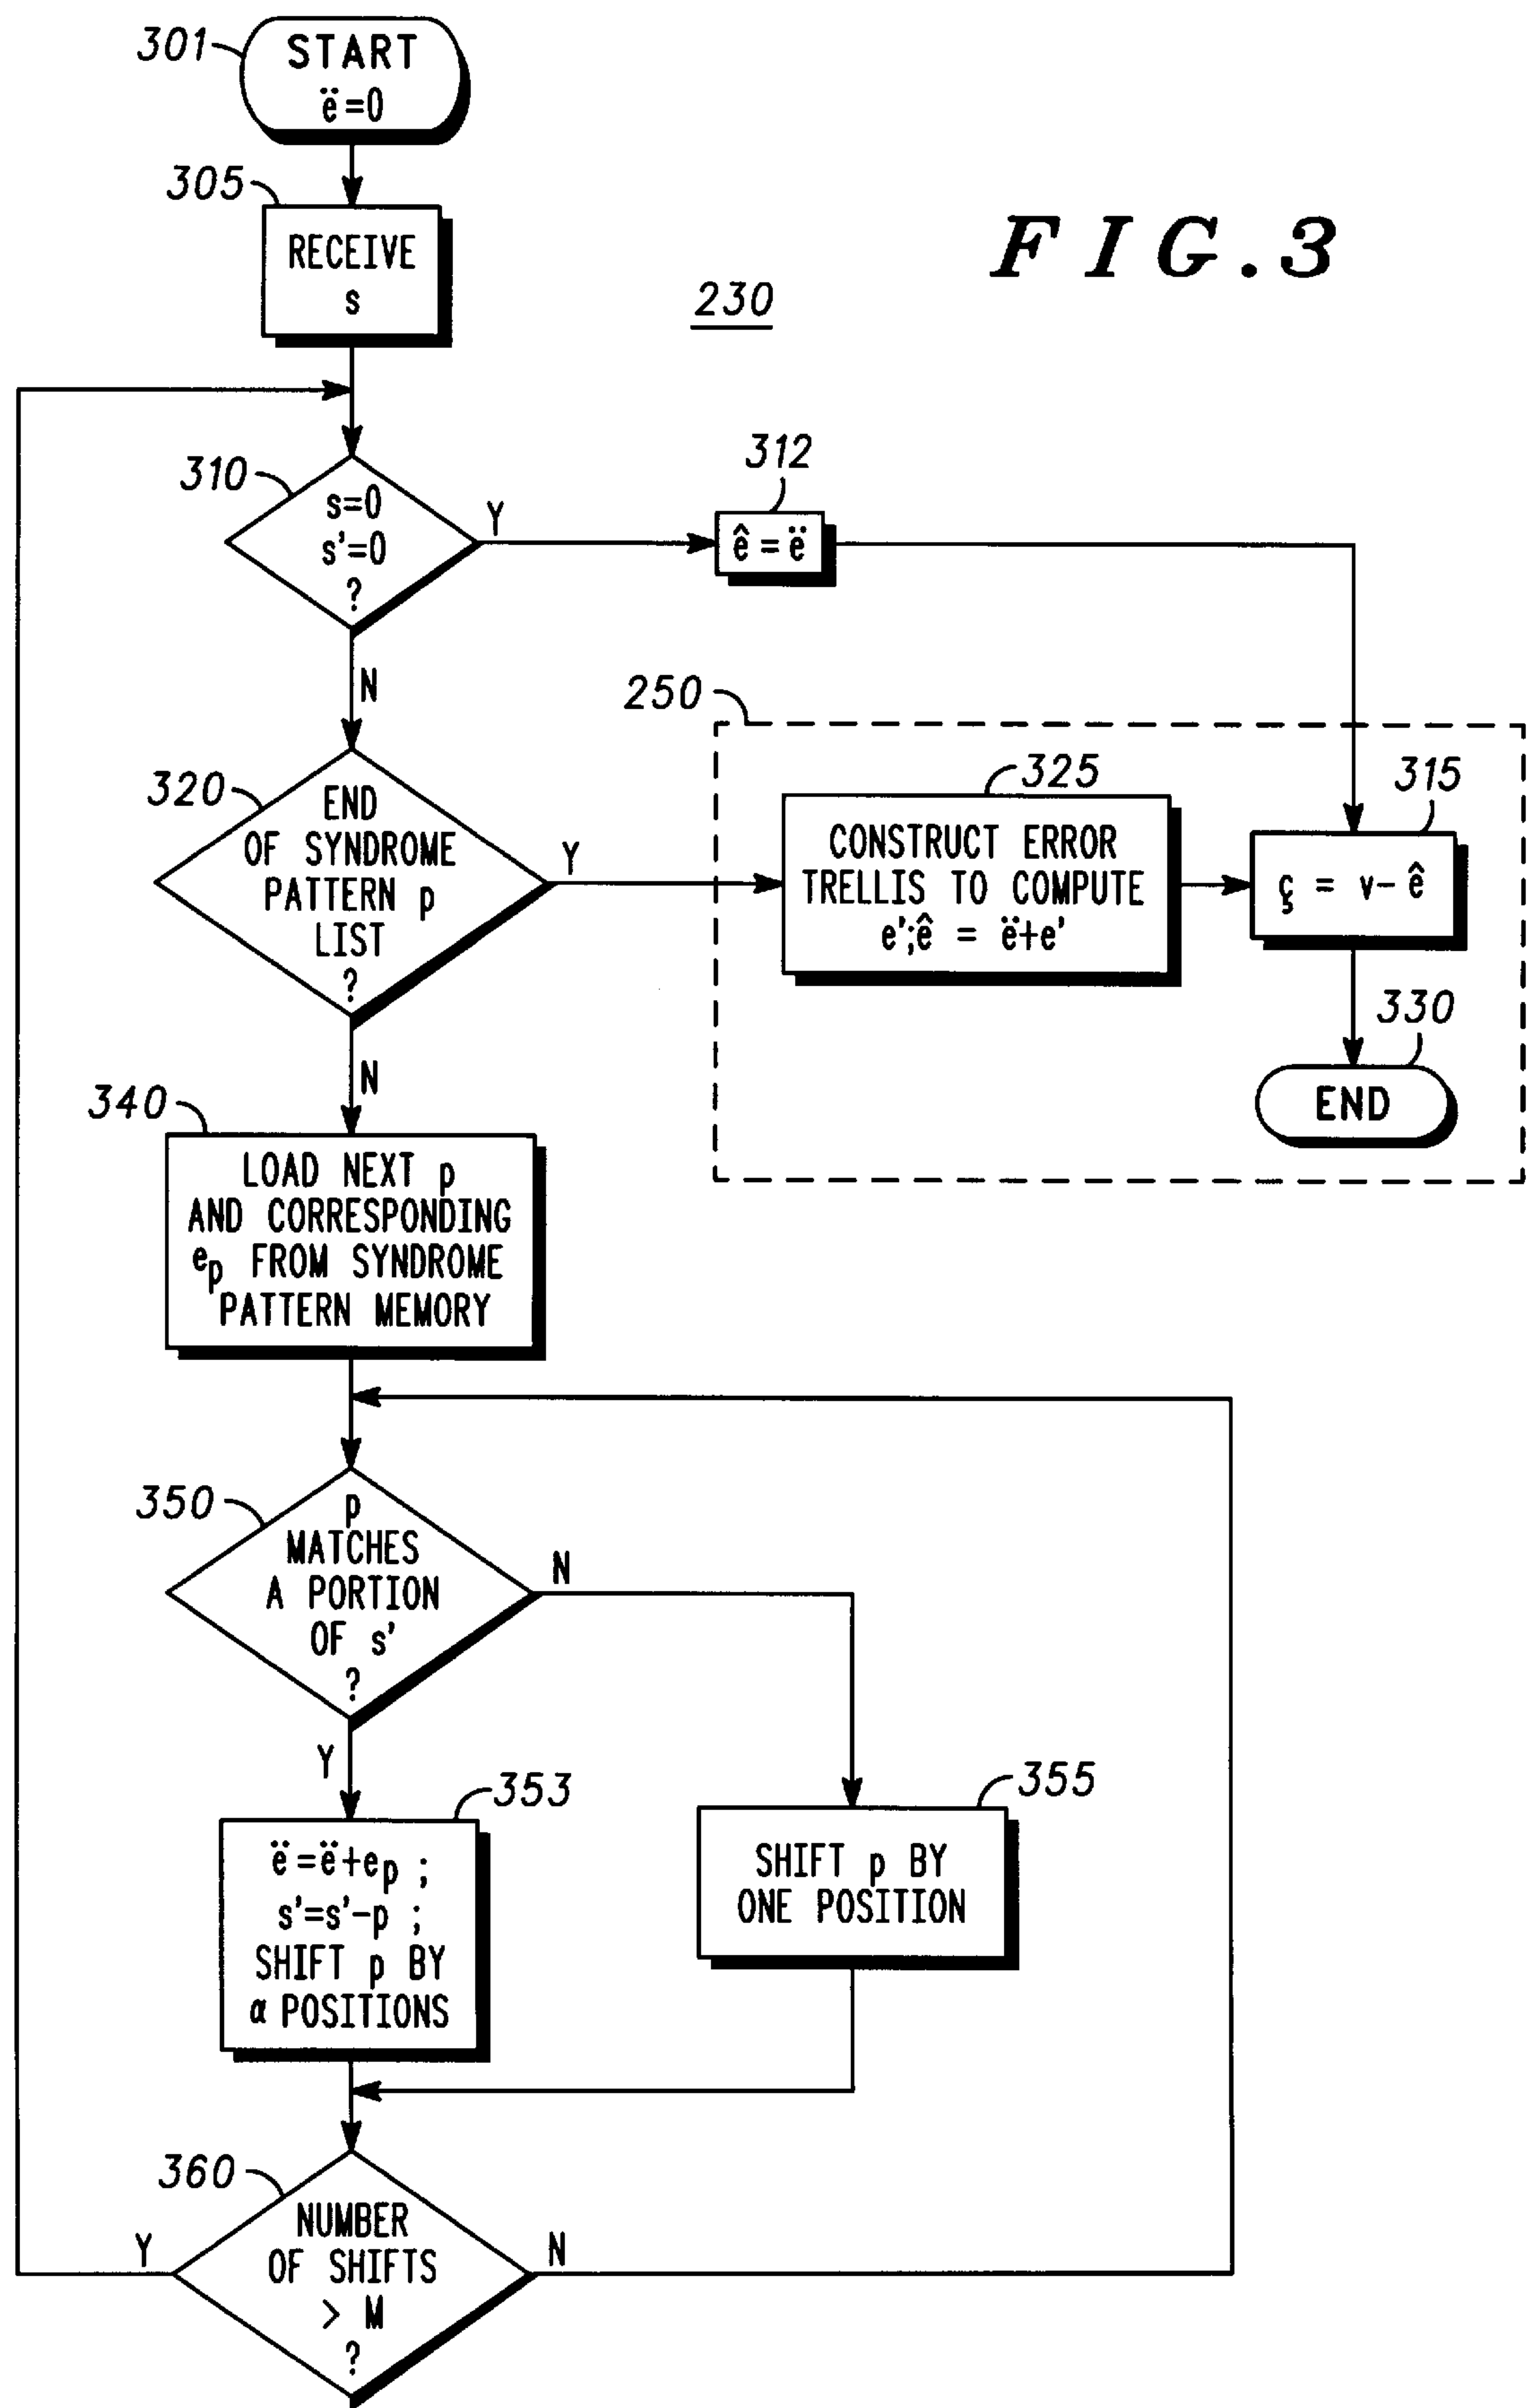 301
START
ë=0
305
RECEIVE
s
FIG.3
230
310
s=0
s'=0
?
Y
N
312
ê = ë
250
320
END
OF SYNDROME
PATTERN p
LIST
?
Y
N
325
CONSTRUCT ERROR
TRELLIS TO COMPUTE
e';ê = ë+e'
315
ç = v- ê
330
END
340
LOAD NEXT p
AND CORRESPONDING
ep FROM SYNDROME
PATTERN MEMORY
350
p
MATCHES
A PORTION
OF s'
?
N
Y
353
ë=ë+ep ;
s'=s'-p ;
SHIFT p BY
α POSITIONS
355
SHIFT p BY
ONE POSITION
360
NUMBER
OF SHIFTS
> M
?
Y
N